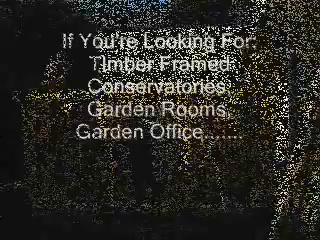 If You're Looking For:
TImber Framed
Conservatories,
Garden Rooms,
Garden Office.......